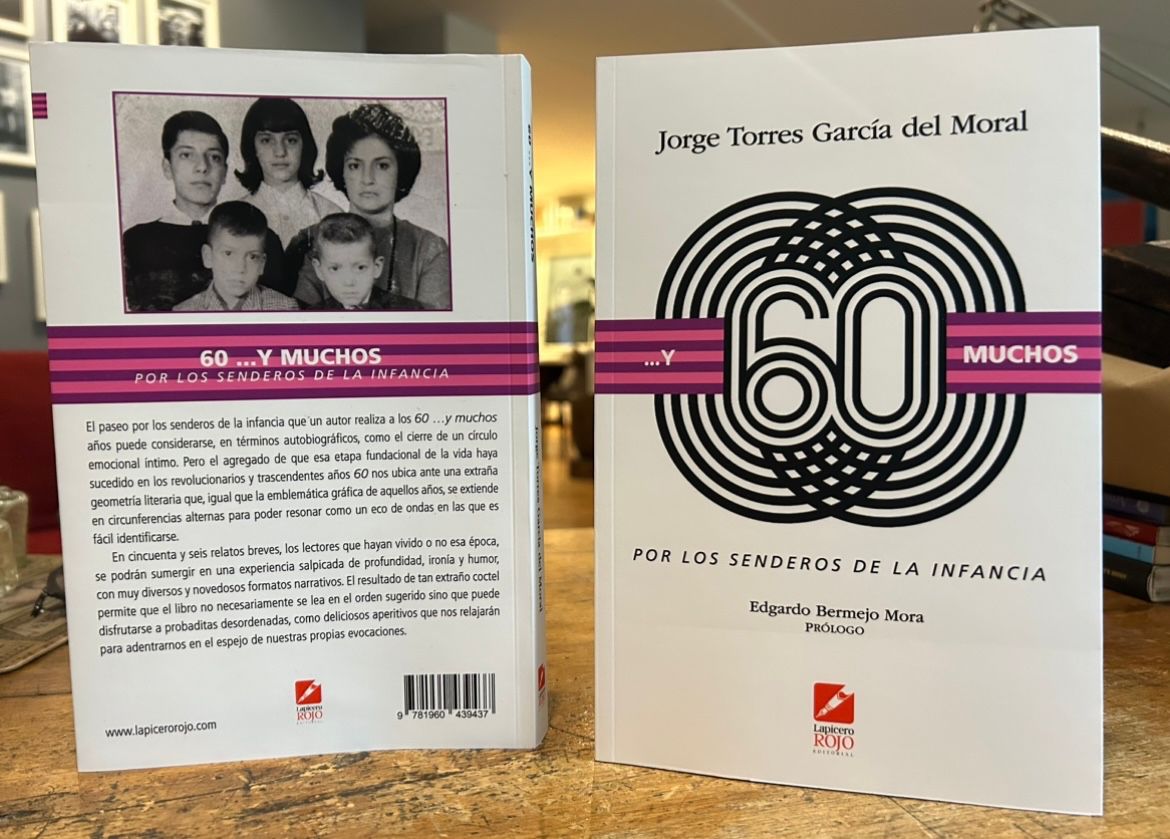 60 ...Y MUCHOS
POR LOS SENDEROS DE LA INFANCIA
El paseo por los senderos de la infancia que un autor realiza a los 60 ...y muchos
años puede considerarse, en términos autobiográficos, como el cierre de un círculo
emocional íntimo. Pero el agregado de que esa etapa fundacional de la vida haya
sucedido en los revolucionarios y trascendentes años 60 nos ubica ante una extraña
geometría literaria que, igual que la emblemática gráfica de aquellos años, se extiende
en circunferencias alternas para poder resonar como un eco de ondas en las que es
fácil identificarse.
En cincuenta y seis relatos breves, los lectores que hayan vivido o no esa época,
se podrán sumergir en una experiencia salpicada de profundidad, ironía y humor,
con muy diversos y novedosos formatos narrativos. El resultado de tan extraño coctel
permite que el libro no necesariamente se lea en el orden sugerido sino que puede
disfrutarse a probaditas desordenadas, como deliciosos aperitivos que nos relajarán
para adentrarnos en el espejo de nuestras propias evocaciones.
www.lapicerorojo.com
Lapicero
ROJO
EDITORIAL
9 781960 439437
60 ...Y MUCHOS
Jorge Torres García del Moral
Jorge Torres García del Moral
...Y 60 MUCHOS
POR LOS SENDEROS DE LA INFANCIA
Edgardo Bermejo Mora
PRÓLOGO
Lapicero
ROJO
EDITORIAL